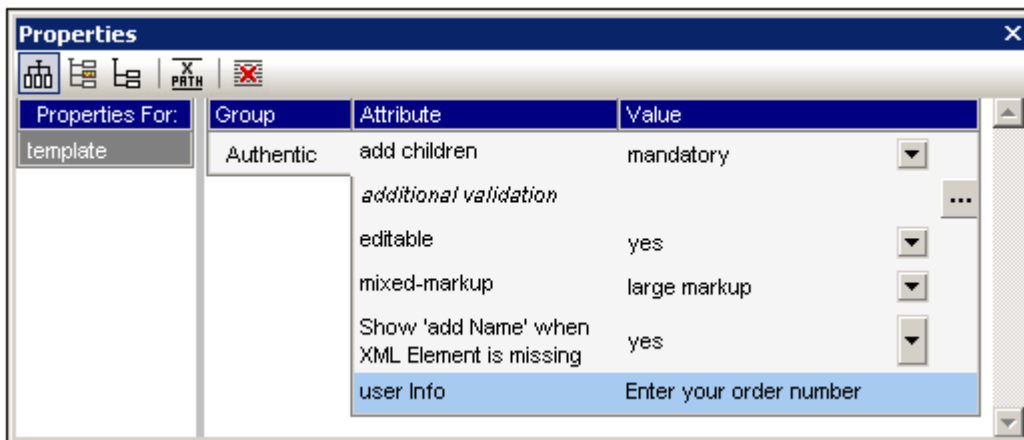 Properties
X
PATH
Properties For: Group Attribute Value
template Authentic add children mandatory
additional validation ...
editable yes
mixed-markup large markup
Show 'add Name' when
XML Element is missing yes
user Info Enter your order number